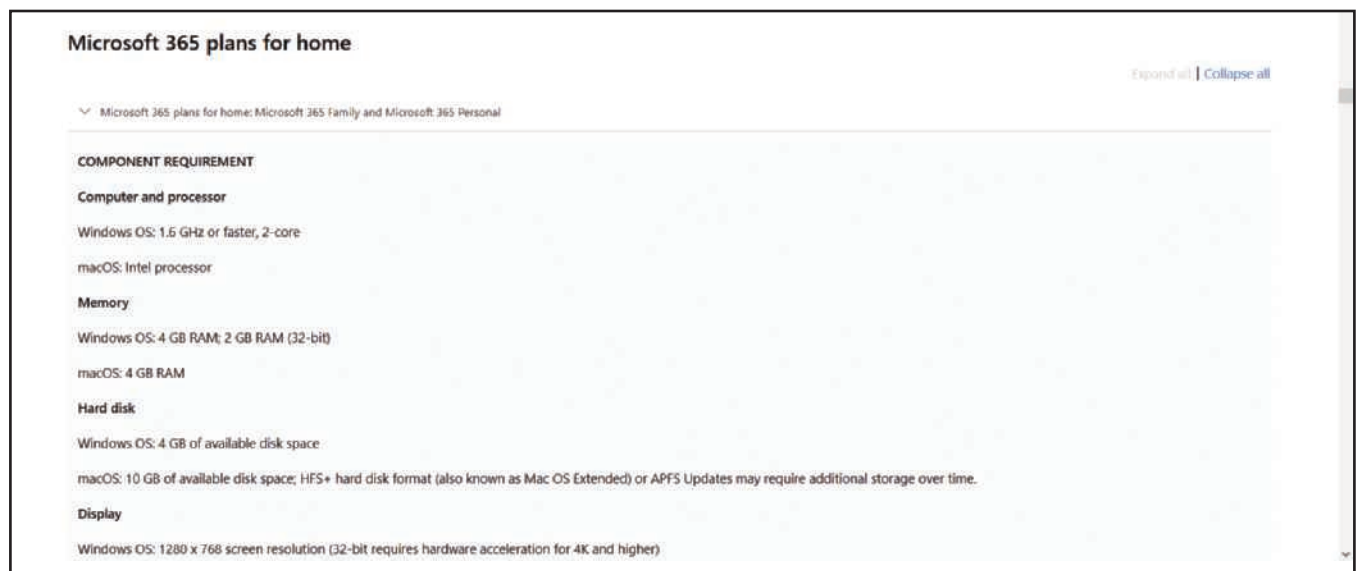 Microsoft 365 plans for home
Expand all | Collapse all
Microsoft 365 plans for home: Microsoft 365 Family and Microsoft 365 Personal
COMPONENT REQUIREMENT
Computer and processor
Windows OS: 1.6 GHz or faster, 2-core
macOS: Intel processor
Memory
Windows OS: 4 GB RAM; 2 GB RAM (32-bit)
macOS: 4 GB RAM
Hard disk
Windows OS: 4 GB of available disk space
macOS: 10 GB of available disk space; HFS+ hard disk format (also known as Mac OS Extended) or APFS Updates may require additional storage over time.
Display
Windows OS: 1280 x 768 screen resolution (32-bit requires hardware acceleration for 4K and higher)